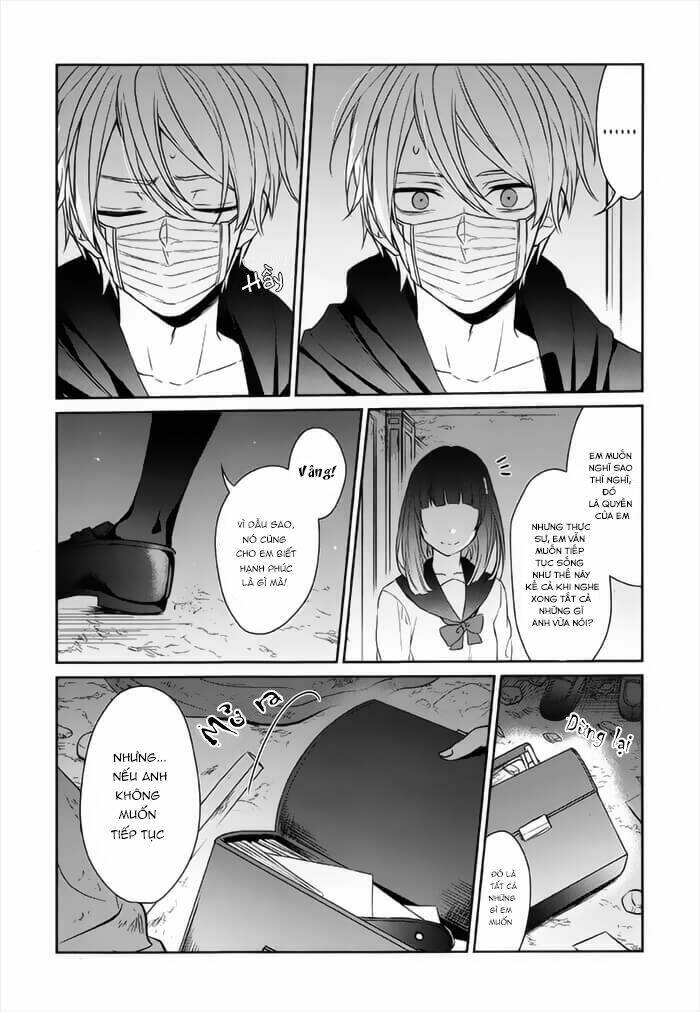 ......
Hầy
EM MUỐN
NGHĨ SAO
THÌ NGHĨ,
ĐÓ
LÀ QUYỀN
CỦA EM
NHƯNG THỰC
SỰ, EM VẪN
MUỐN TIẾP
TỤC SỐNG
NHƯ THẾ NÀY
KỂ CẢ KHI NGHE
XONG TẤT CẢ
NHỮNG GÌ
ANH VỪA NÓI?
Vâng!
VÌ DẦU SAO,
NÓ CŨNG
CHO EM BIẾT
HẠNH PHÚC
LÀ GÌ MÀ!
Dừng lại
ĐÓ LÀ
TẤT CẢ
NHỮNG
GÌ EM
MUỐN
Mở ra
NHƯNG...
NẾU ANH
KHÔNG
MUỐN
TIẾP TỤC